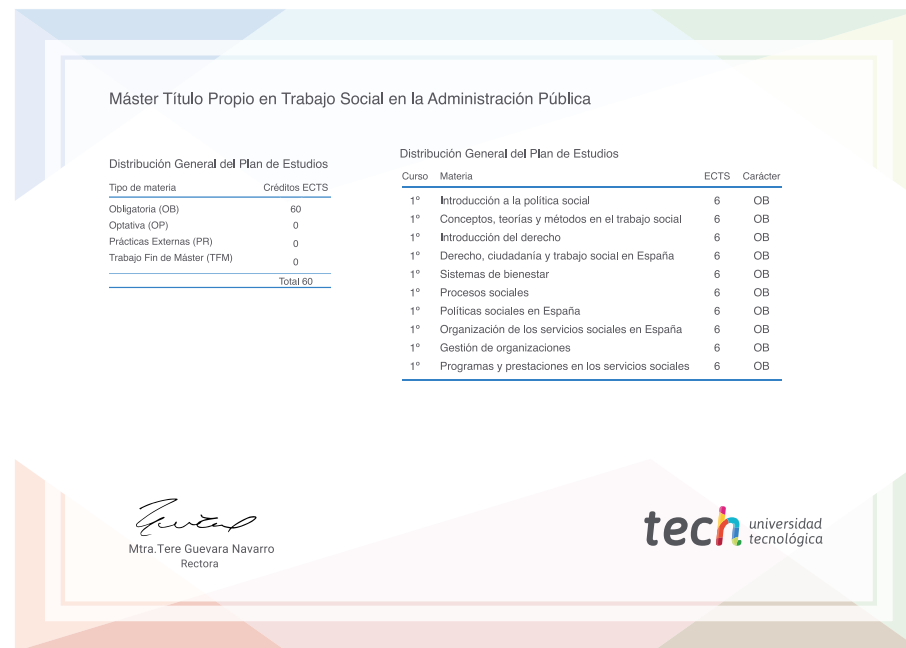 Máster Título Propio en Trabajo Social en la Administración Pública
Distribución General del Plan de Estudios
Tipo de materia Créditos ECTS
Obligatoria (OB) 60
Optativa (OP) 0
Prácticas Externas (PR) 0
Trabajo Fin de Máster (TFM) 0
Total 60
Distribución General del Plan de Estudios
Curso Materia ECTS Carácter
1º Introducción a la política social 6 OB
1º Conceptos, teorías y métodos en el trabajo social 6 OB
1º Introducción del derecho 6 OB
1º Derecho, ciudadanía y trabajo social en España 6 OB
1º Sistemas de bienestar 6 OB
1º Procesos sociales 6 OB
1º Políticas sociales en España 6 OB
1º Organización de los servicios sociales en España 6 OB
1º Gestión de organizaciones 6 OB
1º Programas y prestaciones en los servicios sociales 6 OB
Mtra.Tere Guevara Navarro
Rectora
tech universidad
tecnológica